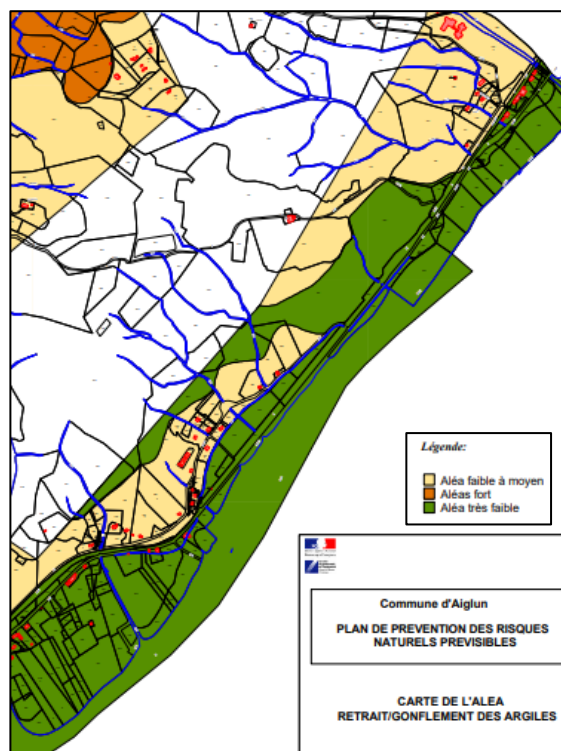 Légende:
Aléa faible à moyen
Aléas fort
Aléa très faible
Commune d'Aiglun
PLAN DE PREVENTION DES RISQUES
NATURELS PREVISIBLES
CARTE DE L'ALEA
RETRAIT/GONFLEMENT DES ARGILES